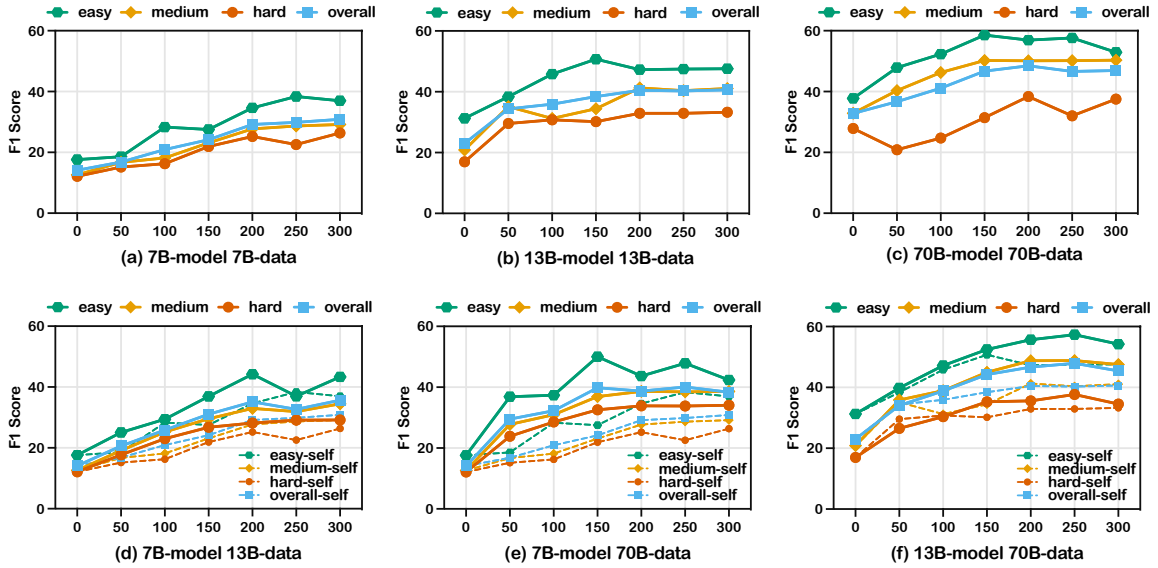 easy medium hard overall
60
40
20
0
F1 Score
0 50 100 150 200 250 300
(a) 7B-model 7B-data
easy medium hard overall
60
40
20
0
F1 Score
0 50 100 150 200 250 300
(b) 13B-model 13B-data
easy medium hard overall
60
40
20
0
F1 Score
0 50 100 150 200 250 300
(c) 70B-model 70B-data
easy medium hard overall
60
40
20
0
F1 Score
easy-self
medium-self
hard-self
overall-self
0 50 100 150 200 250 300
(d) 7B-model 13B-data
easy medium hard overall
60
40
20
0
F1 Score
easy-self
medium-self
hard-self
overall-self
0 50 100 150 200 250 300
(e) 7B-model 70B-data
easy medium hard overall
60
40
20
0
F1 Score
easy-self
medium-self
hard-self
overall-self
0 50 100 150 200 250 300
(f) 13B-model 70B-data